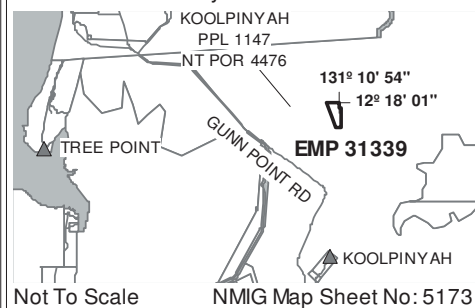 KOOLPINYAH
PPL 1147
NT POR 4476
131º 10' 54"
12º 18' 01"
EMP 31339
TREE POINT
GUNN POINT RD
KOOLPINYAH
Not To Scale
NMIG Map Sheet No: 5173